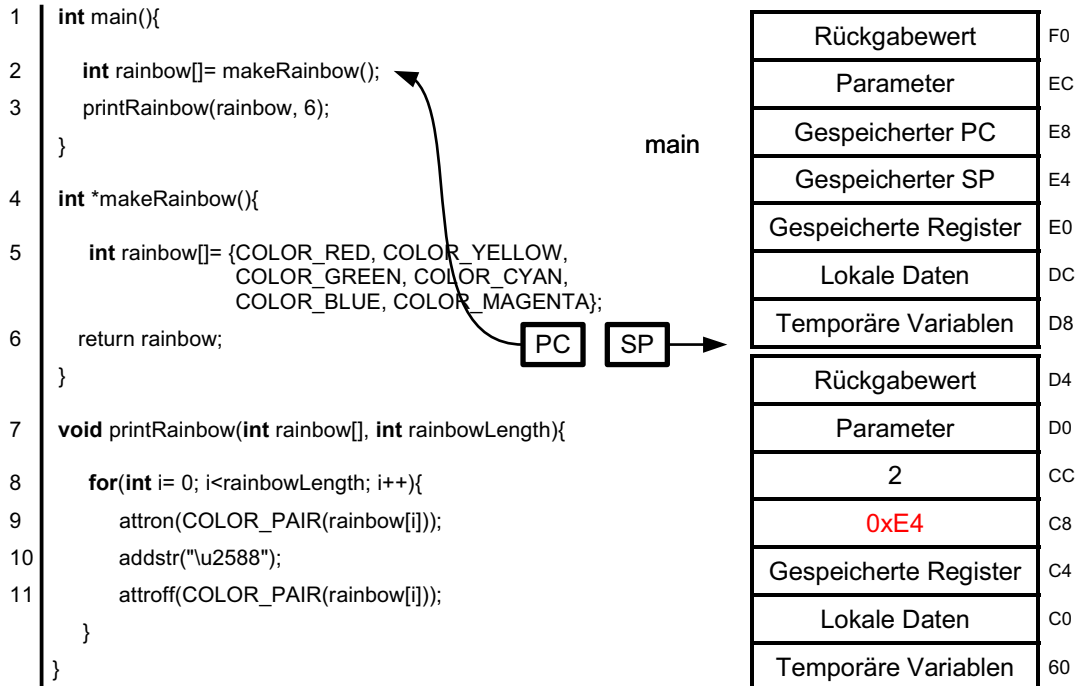 1 int main(){
2 int rainbow[]= makeRainbow();
3 printRainbow(rainbow, 6);
}
4 int *makeRainbow(){
5 int rainbow[]= {COLOR_RED, COLOR_YELLOW,
COLOR_GREEN, COLOR_CYAN,
COLOR_BLUE, COLOR_MAGENTA};
6 return rainbow;
}
7 void printRainbow(int rainbow[], int rainbowLength){
8 for(int i= 0; i<rainbowLength; i++){
9 attron(COLOR_PAIR(rainbow[i]));
10 addstr("\u2588");
11 attroff(COLOR_PAIR(rainbow[i]));
}
}
PC
SP
main
Rückgabewert F0
Parameter EC
Gespeicherter PC E8
Gespeicherter SP E4
Gespeicherte Register E0
Lokale Daten DC
Temporäre Variablen D8
Rückgabewert D4
Parameter D0
2 CC
0xE4 C8
Gespeicherte Register C4
Lokale Daten C0
Temporäre Variablen 60